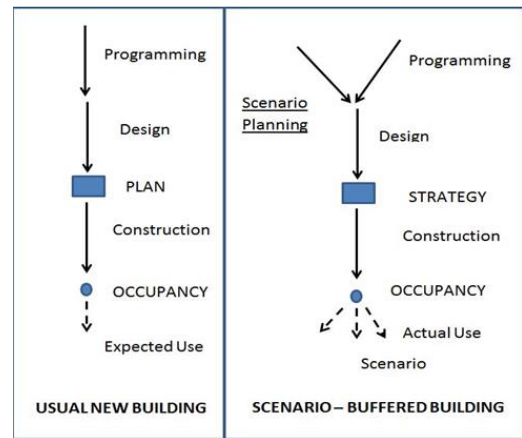 Programming
Design
PLAN
Construction
OCCUPANCY
Expected Use
USUAL NEW BUILDING
Programming
Scenario
Planning
Design
STRATEGY
Construction
OCCUPANCY
Actual Use
Scenario
SCENARIO – BUFFERED BUILDING